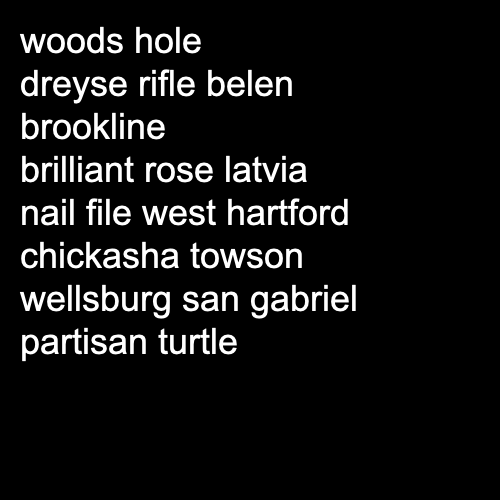 woods hole
dreyse rifle belen
brookline
brilliant rose latvia
nail file west hartford
chickasha towson
wellsburg san gabriel
partisan turtle